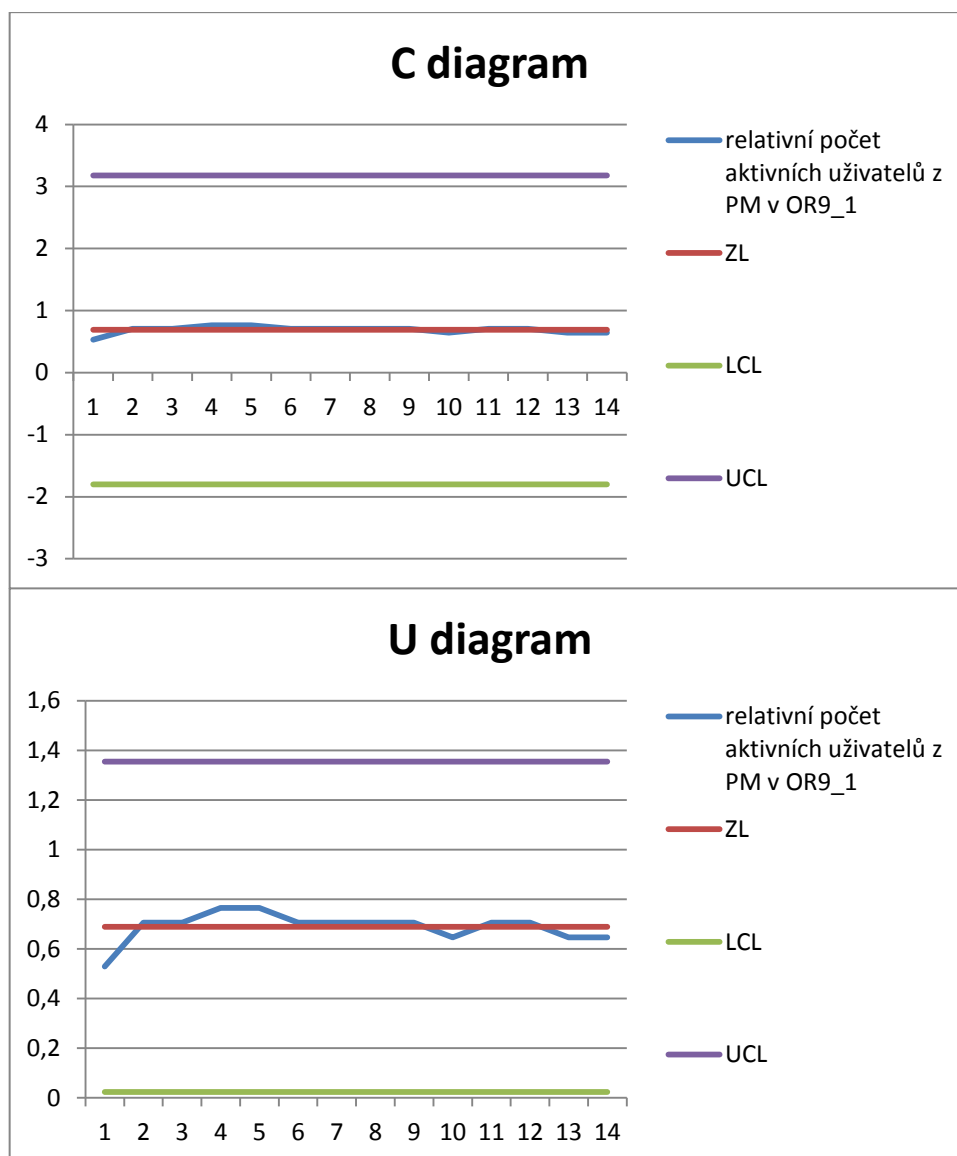 C diagram
4
3
2
1
0
-1
-2
-3
1 2 3 4 5 6 7 8 9 10 11 12 13 14
relativní počet
aktivních uživatelů z
PM v OR9_1
ZL
LCL
UCL
U diagram
1,6
1,4
1,2
1
0,8
0,6
0,4
0,2
0
1 2 3 4 5 6 7 8 9 10 11 12 13 14
relativní počet
aktivních uživatelů z
PM v OR9_1
ZL
LCL
UCL